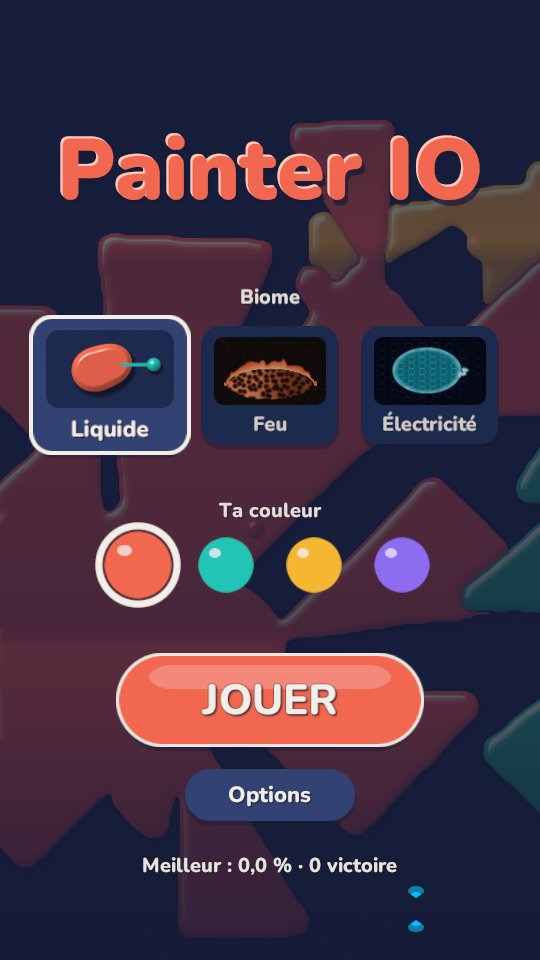 Painter IO
Biome
Liquide
Feu
Électricité
Ta couleur
JOUER
Options
Meilleur : 0,0 % · 0 victoire